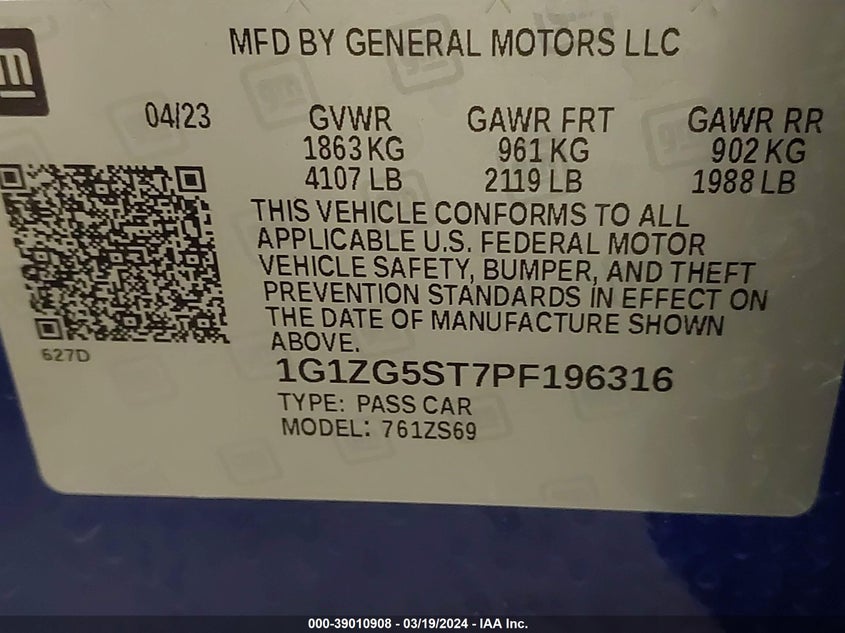 MFD BY GENERAL MOTORS LLC
gm
04/23 GVWR GAWR FRT GAWR RR
1863 KG 961 KG 902 KG
4107 LB 2119 LB 1988 LB
THIS VEHICLE CONFORMS TO ALL
APPLICABLE U.S. FEDERAL MOTOR
VEHICLE SAFETY, BUMPER, AND THEFT
PREVENTION STANDARDS IN EFFECT ON
THE DATE OF MANUFACTURE SHOWN
ABOVE.
627D
1G1ZG5ST7PF196316
TYPE: PASS CAR
MODEL: 761ZS69
000-39010908 - 03/19/2024 - IAA Inc.